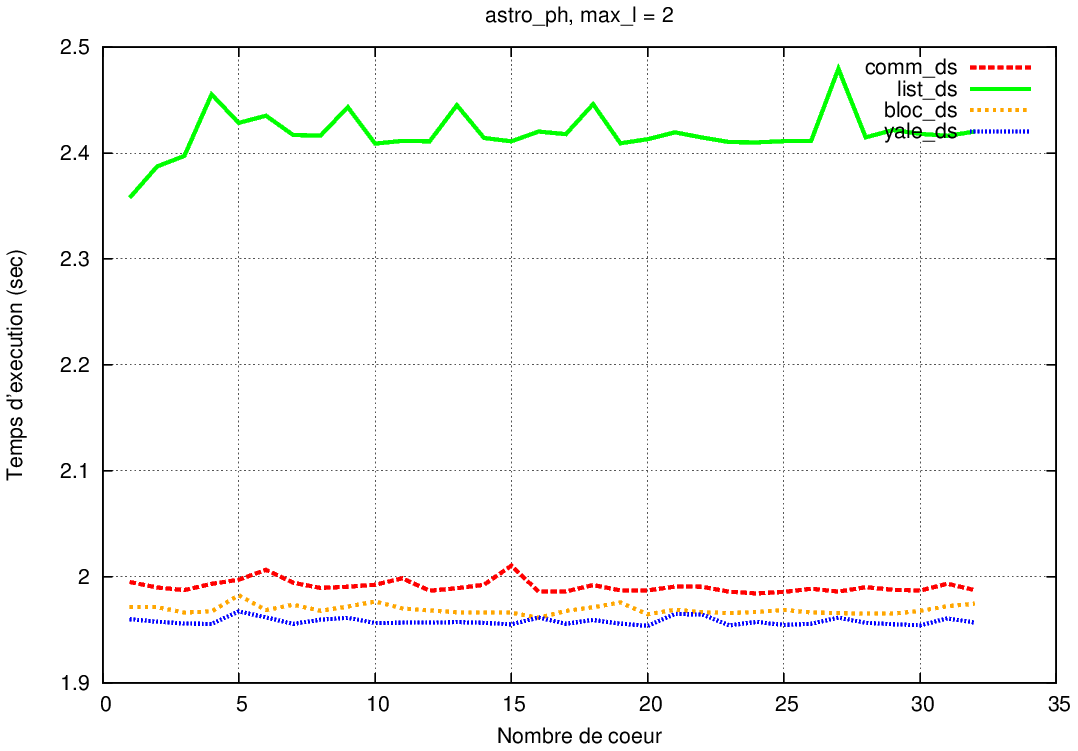 astro_ph, max_l = 2
2.5
2.4
2.3
2.2
2.1
2
1.9
Temps d'execution (sec)
comm_ds
list_ds
bloc_ds
yale_ds
0 5 10 15 20 25 30 35
Nombre de coeur